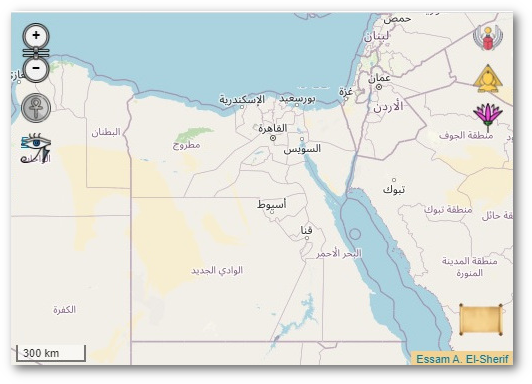 +
−
حمص
لبنان
عمان
غزة
الأردن
الإسكندرية
بورسعيد
القاهرة
السويس
البطنان
مطروح
منطقة الجوف
تبوك
منطقة تبوك
حائل
أسيوط
قنا
البحر الأحمر
الوادي الجديد
منطقة المدينة
المنورة
الكفرة
300 km
Essam A. El-Sherif